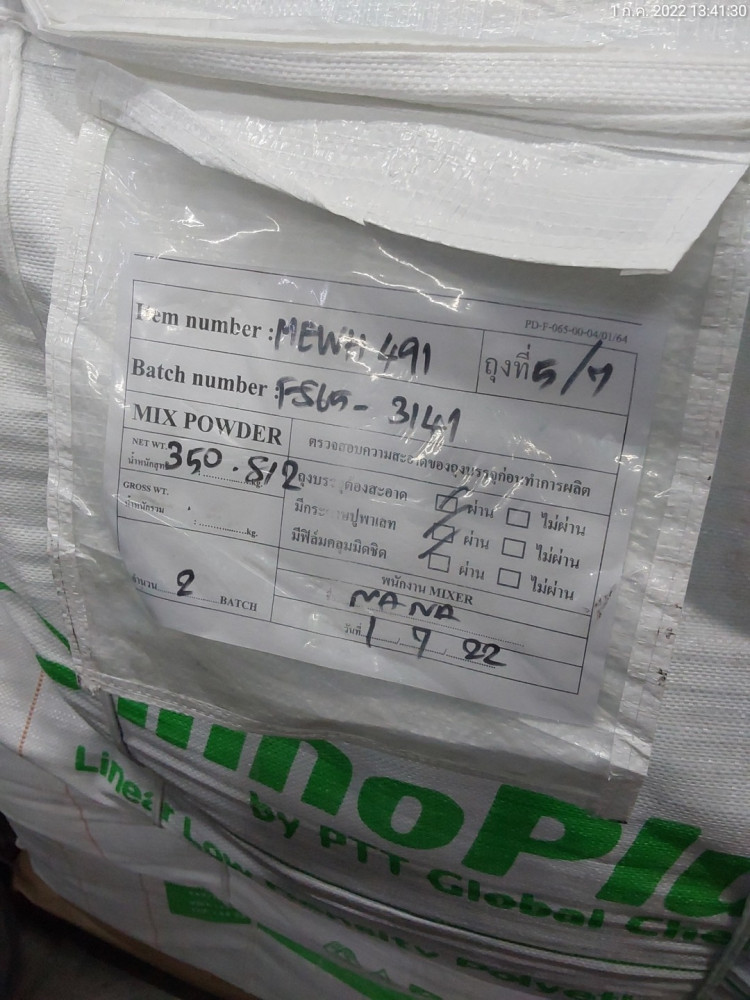 1 ก.ค. 2022 13:41:30
PD-F-065-00-04/01/64
Item number : MEWH 491
ถุงที่ 5/7
Batch number : FS65-3141
MIX POWDER
ตรวจสอบความสะอาดของถุงบรรจุก่อนทำการผลิต
NET WT.
น้ำหนักสุทธิ 350.512 kg.
ถุงบรรจุต้องสะอาด ผ่าน ไม่ผ่าน
GROSS WT.
น้ำหนักรวม : kg.
มีกระดาษปูพาเลท ผ่าน ไม่ผ่าน
มีฟิล์มคลุมมิดชิด ผ่าน ไม่ผ่าน
จำนวน 2 BATCH
พนักงาน MIXER
MANA
วันที่ 1/7/22
InnoPlu
Linear Low Density Polyet
by PTT Global Che